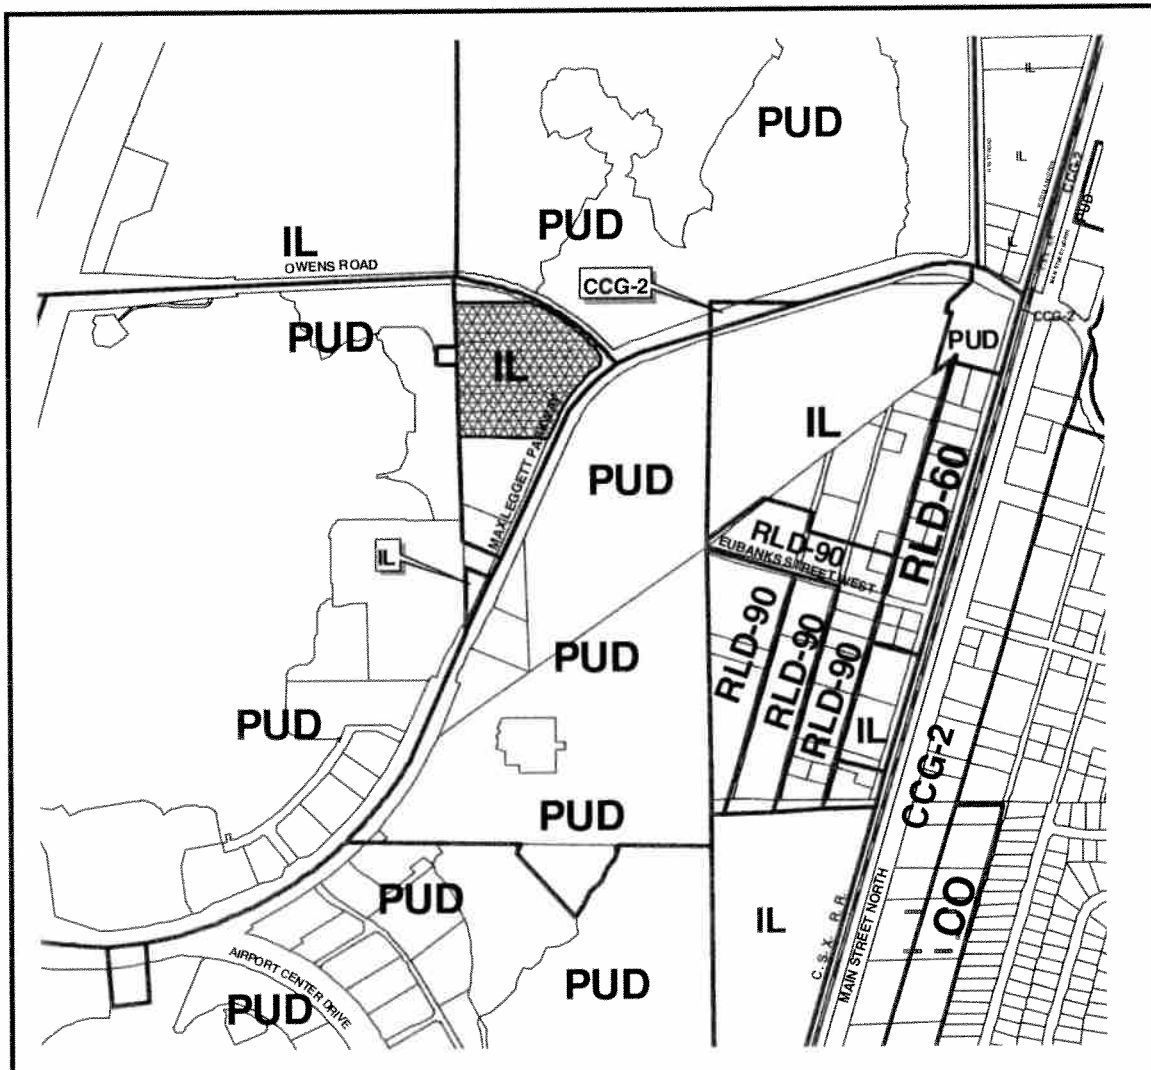 IL
PUD
IL
CCG-2
PUD
PUD
IL
IL
OWENS ROAD
CCG-2
CCG-2
PUD
PUD
IL
IL
PUD
MAX LEGGETT PARKWAY
RLD-60
RLD-90
EUBANKS STREET WEST
IL
RLD-90
RLD-90
RLD-90
PUD
PUD
IL
CCG-2
PUD
PUD
CO
IL
C. S. X. R.R.
MAIN STREET NORTH
AIRPORT CENTER DRIVE
PUD
PUD